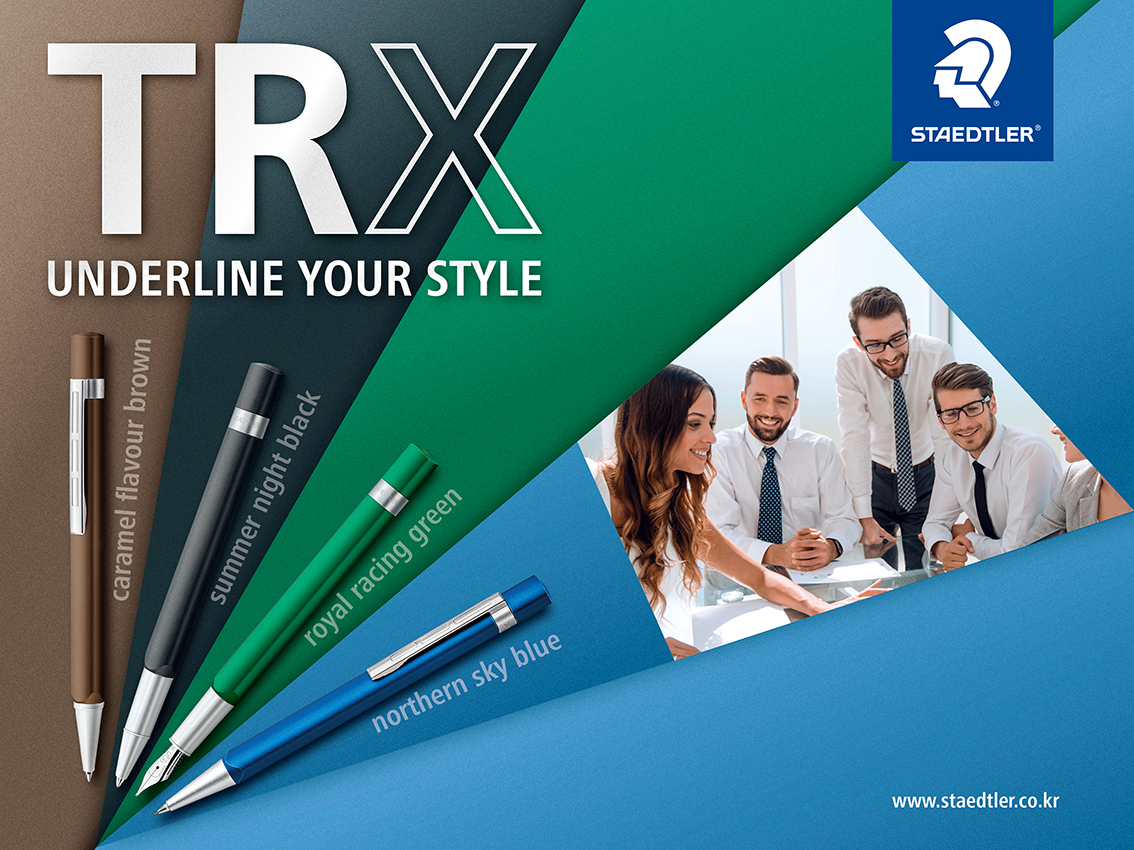 TRX
UNDERLINE YOUR STYLE
STAEDTLER®
caramel flavour brown
summer night black
royal racing green
northern sky blue
www.staedtler.co.kr